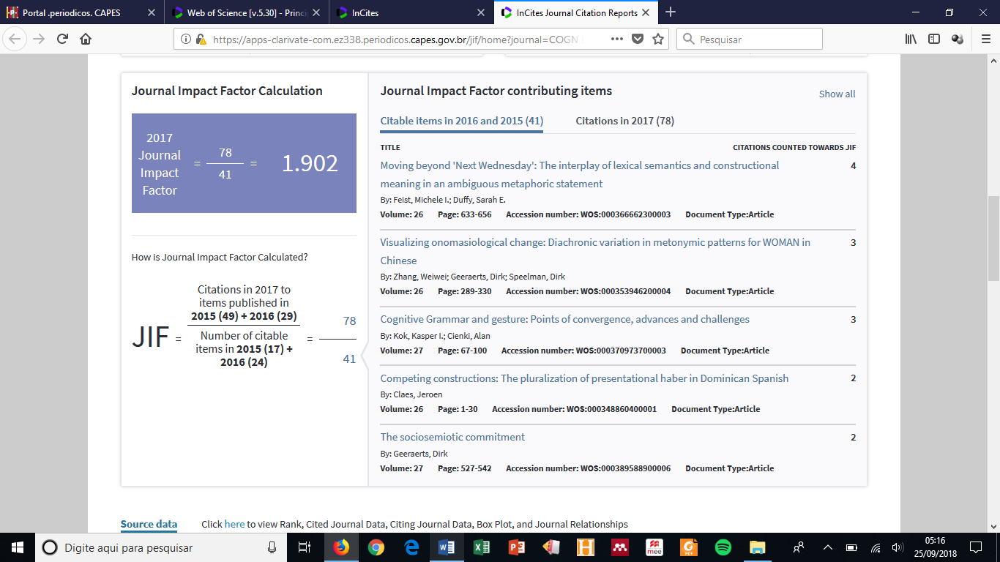 Portal .periodicos. CAPES
Web of Science [v.5.30] - Princi
InCites
InCites Journal Citation Reports
https://apps-clarivate-com.ez338.periodicos.capes.gov.br/jif/home?journal=COGN
Pesquisar
Journal Impact Factor Calculation
2017
Journal
Impact
Factor
=
78
41
=
1.902
How is Journal Impact Factor Calculated?
JIF
=
Citations in 2017 to
items published in
2015 (49) + 2016 (29)
Number of citable
items in 2015 (17) +
2016 (24)
=
78
41
Journal Impact Factor contributing items
Show all
Citable items in 2016 and 2015 (41)
Citations in 2017 (78)
TITLE
CITATIONS COUNTED TOWARDS JIF
Moving beyond 'Next Wednesday': The interplay of lexical semantics and constructional
4
meaning in an ambiguous metaphoric statement
By: Feist, Michele I.; Duffy, Sarah E.
Volume: 26 Page: 633-656 Accession number: WOS:000366662300003 Document Type:Article
Visualizing onomasiological change: Diachronic variation in metonymic patterns for WOMAN in
3
Chinese
By: Zhang, Weiwei; Geeraerts, Dirk; Speelman, Dirk
Volume: 26 Page: 289-330 Accession number: WOS:000353946200004 Document Type:Article
Cognitive Grammar and gesture: Points of convergence, advances and challenges
3
By: Kok, Kasper I.; Cienki, Alan
Volume: 27 Page: 67-100 Accession number: WOS:000370973700003 Document Type:Article
Competing constructions: The pluralization of presentational haber in Dominican Spanish
2
By: Claes, Jeroen
Volume: 26 Page: 1-30 Accession number: WOS:000348860400001 Document Type:Article
The sociosemiotic commitment
2
By: Geeraerts, Dirk
Volume: 27 Page: 527-542 Accession number: WOS:000389588900006 Document Type:Article
Source data
Click here to view Rank, Cited Journal Data, Citing Journal Data, Box Plot, and Journal Relationships
Digite aqui para pesquisar
mee
PDF
05:16
25/09/2018